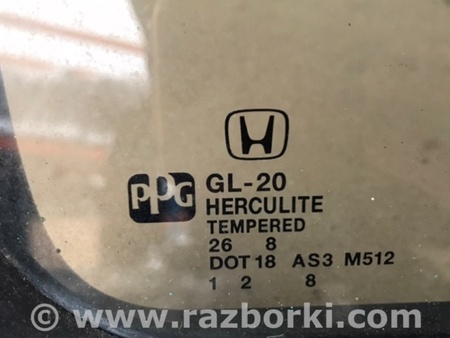 PPG GL-20
HERCULITE
TEMPERED
26 8
DOT 18 AS3 M512
1 2 8
© www.razborki.com